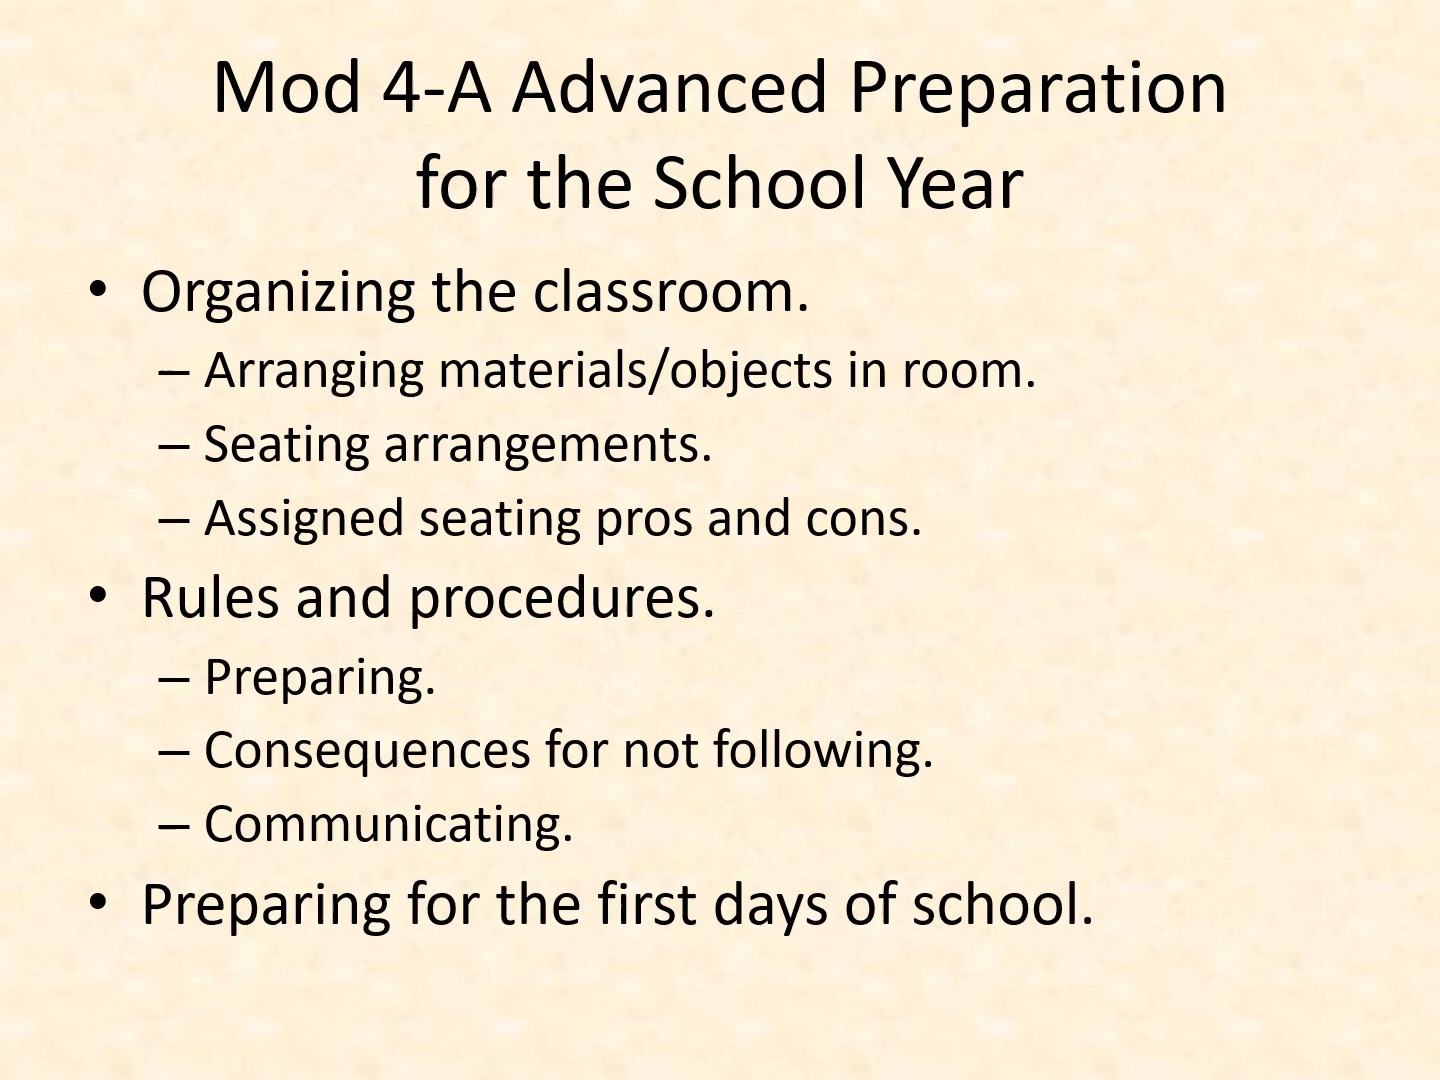 Mod 4-A Advanced Preparation
for the School Year
• Organizing the classroom.
– Arranging materials/objects in room.
– Seating arrangements.
– Assigned seating pros and cons.
• Rules and procedures.
– Preparing.
– Consequences for not following.
– Communicating.
• Preparing for the first days of school.